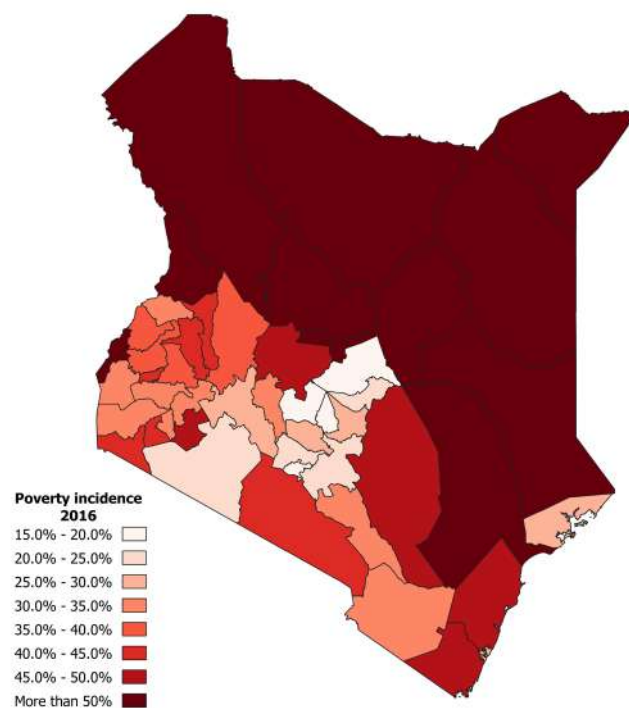 Poverty incidence
2016
15.0% - 20.0%
20.0% - 25.0%
25.0% - 30.0%
30.0% - 35.0%
35.0% - 40.0%
40.0% - 45.0%
45.0% - 50.0%
More than 50%